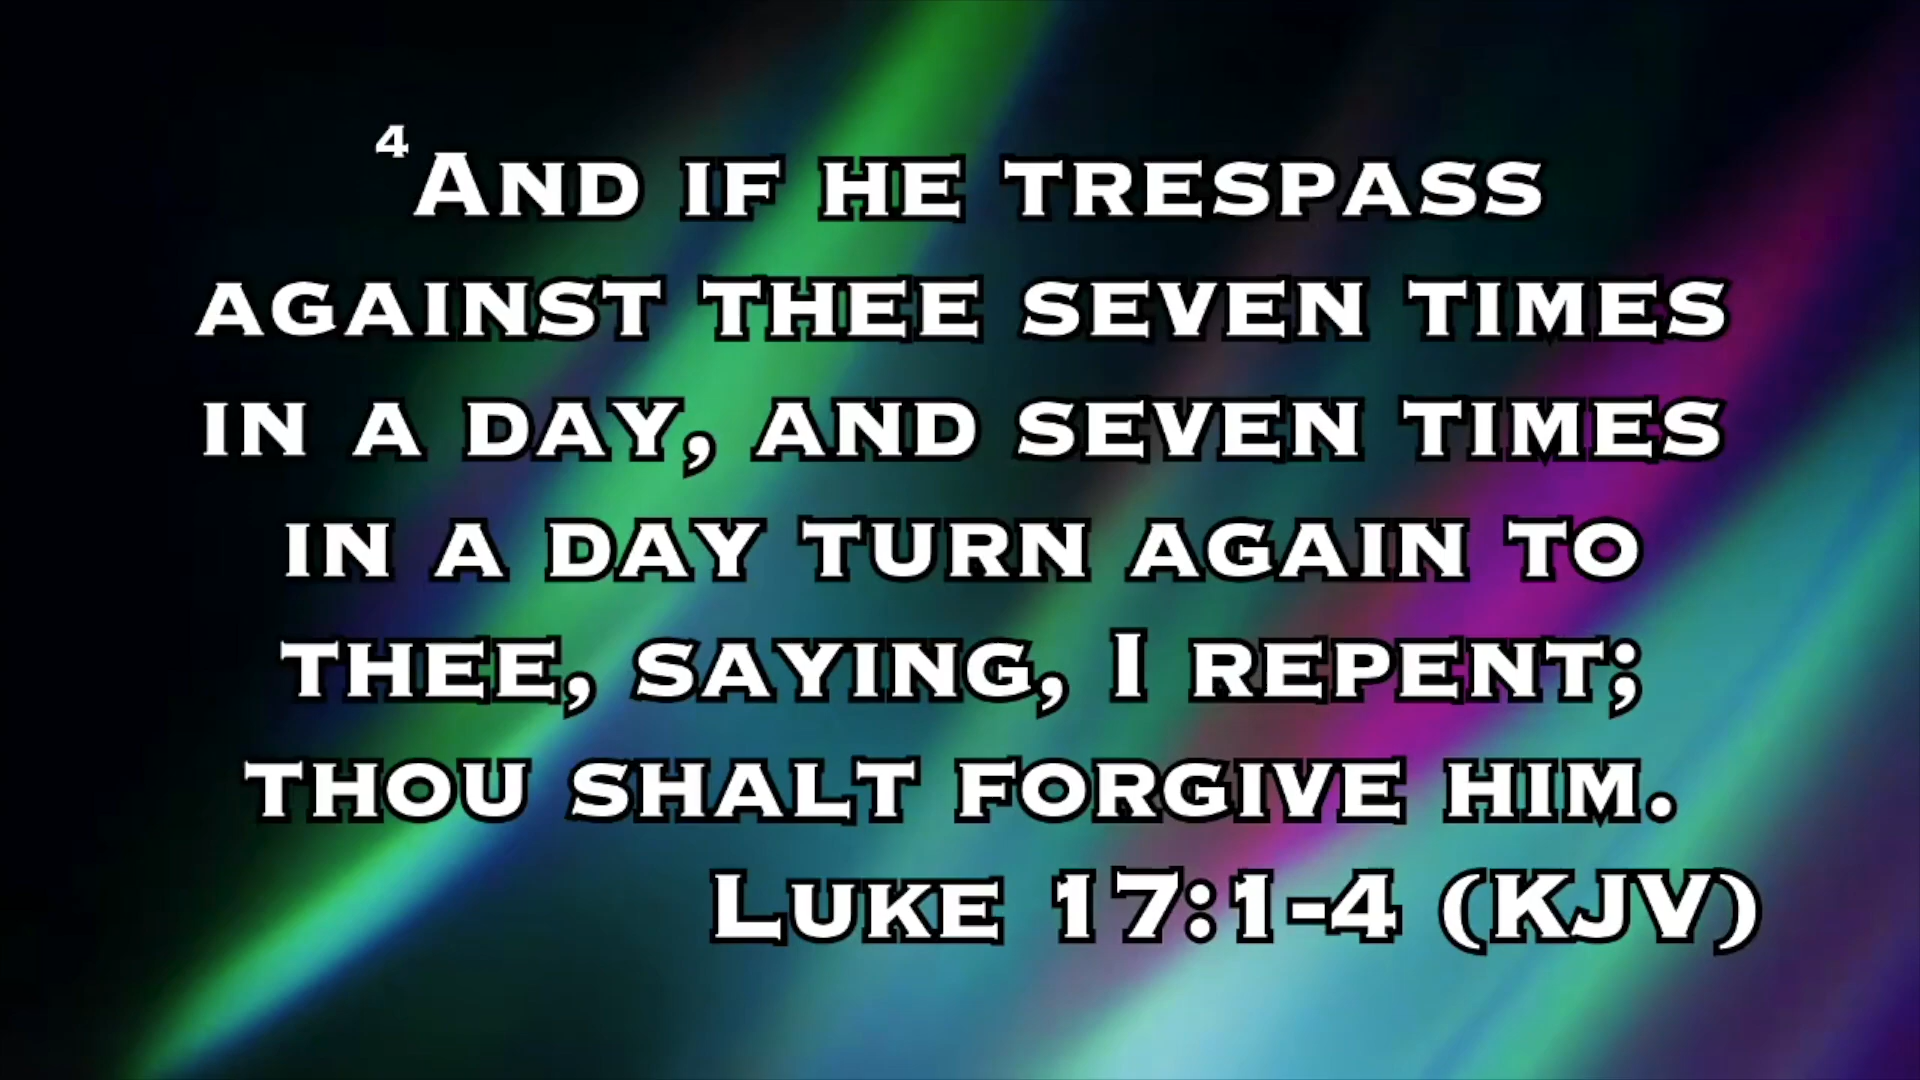 ⁴And if he trespass
against thee seven times
in a day, and seven times
in a day turn again to
thee, saying, I repent;
thou shalt forgive him.
Luke 17:1-4 (KJV)